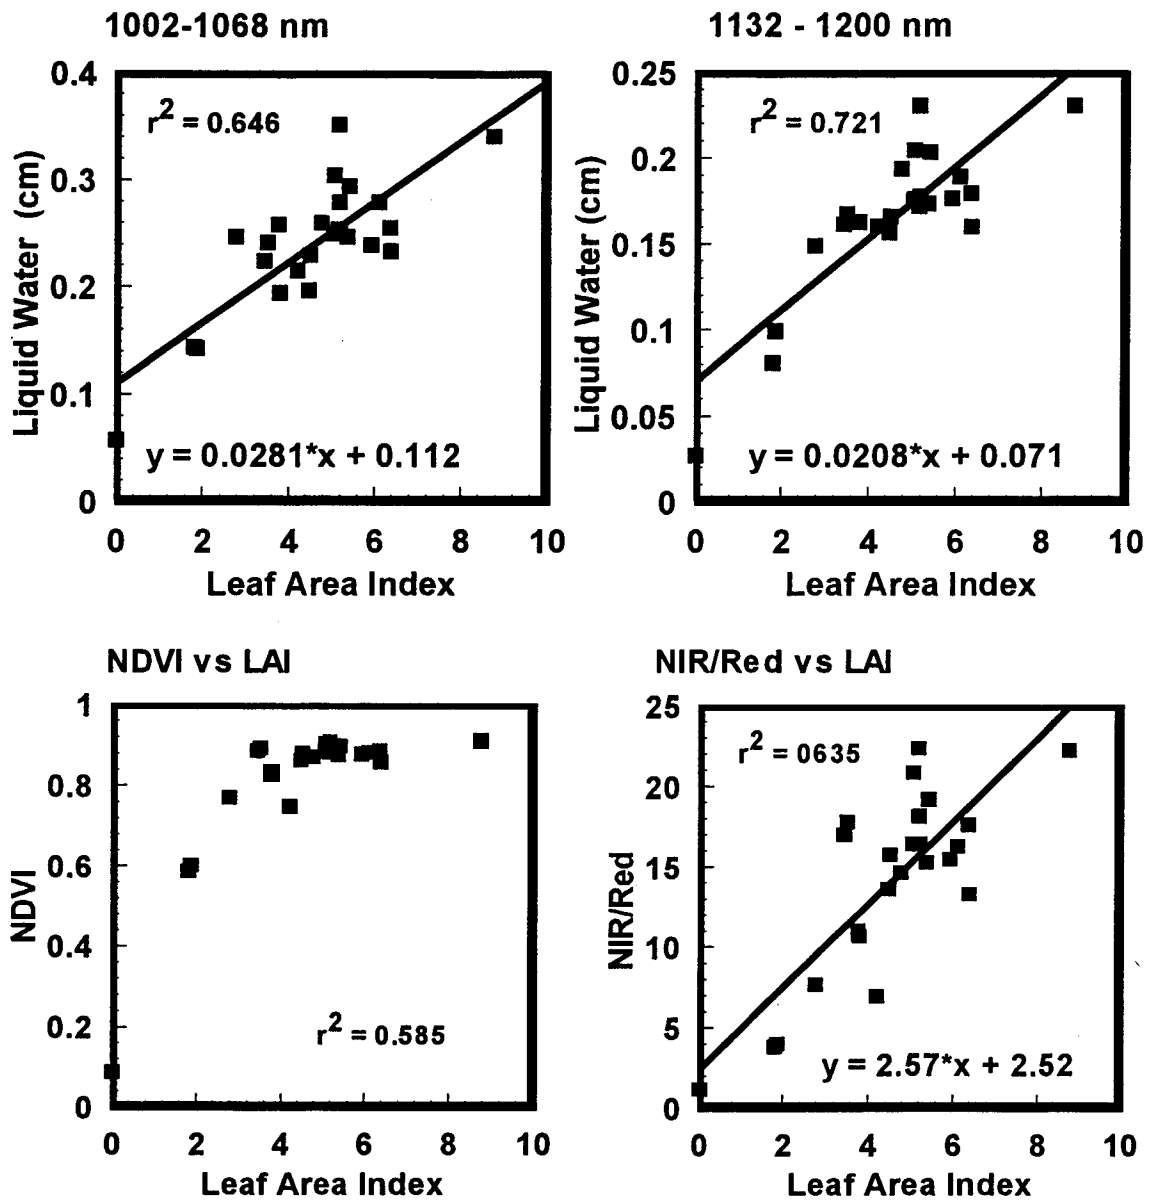 1002-1068 nm
0.4
0.3
0.2
0.1
0
Liquid Water (cm)
r2 = 0.646
y = 0.0281*x + 0.112
0 2 4 6 8 10
Leaf Area Index
1132 - 1200 nm
0.25
0.2
0.15
0.1
0.05
0
Liquid Water (cm)
r2 = 0.721
y = 0.0208*x + 0.071
0 2 4 6 8 10
Leaf Area Index
NDVI vs LAI
1
0.8
0.6
0.4
0.2
0
NDVI
r2 = 0.585
0 2 4 6 8 10
Leaf Area Index
NIR/Red vs LAI
25
20
15
10
5
0
NIR/Red
r2 = 0635
y = 2.57*x + 2.52
0 2 4 6 8 10
Leaf Area Index